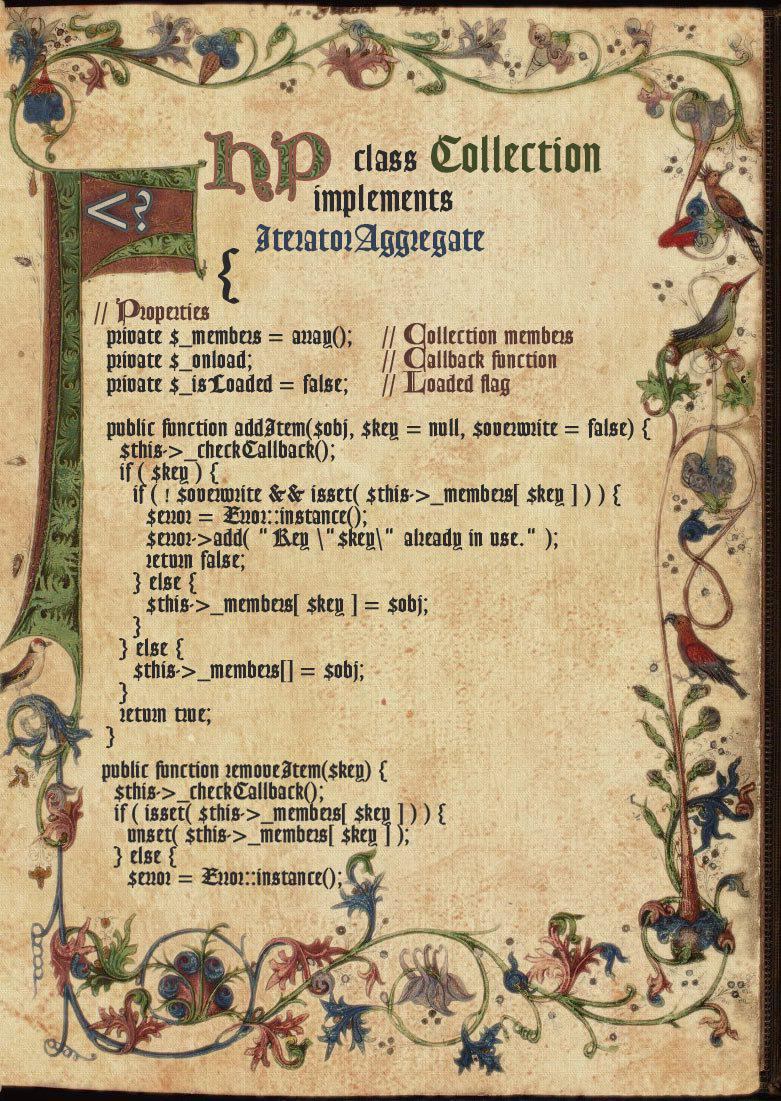 <?
php class Collection
implements
IteratorAggregate
{
// Properties
private $_members = array(); // Collection members
private $_onload; // Callback function
private $_isLoaded = false; // Loaded flag
public function addItem($obj, $key = null, $overwrite = false) {
$this->_checkCallback();
if ( $key ) {
if ( ! $overwrite && isset( $this->_members[ $key ] ) ) {
$error = Error::instance();
$error->add( "Key \"$key\" already in use." );
return false;
} else {
$this->_members[ $key ] = $obj;
}
} else {
$this->_members[] = $obj;
}
return true;
}
public function removeItem($key) {
$this->_checkCallback();
if ( isset( $this->_members[ $key ] ) ) {
unset( $this->_members[ $key ] );
} else {
$error = Error::instance();